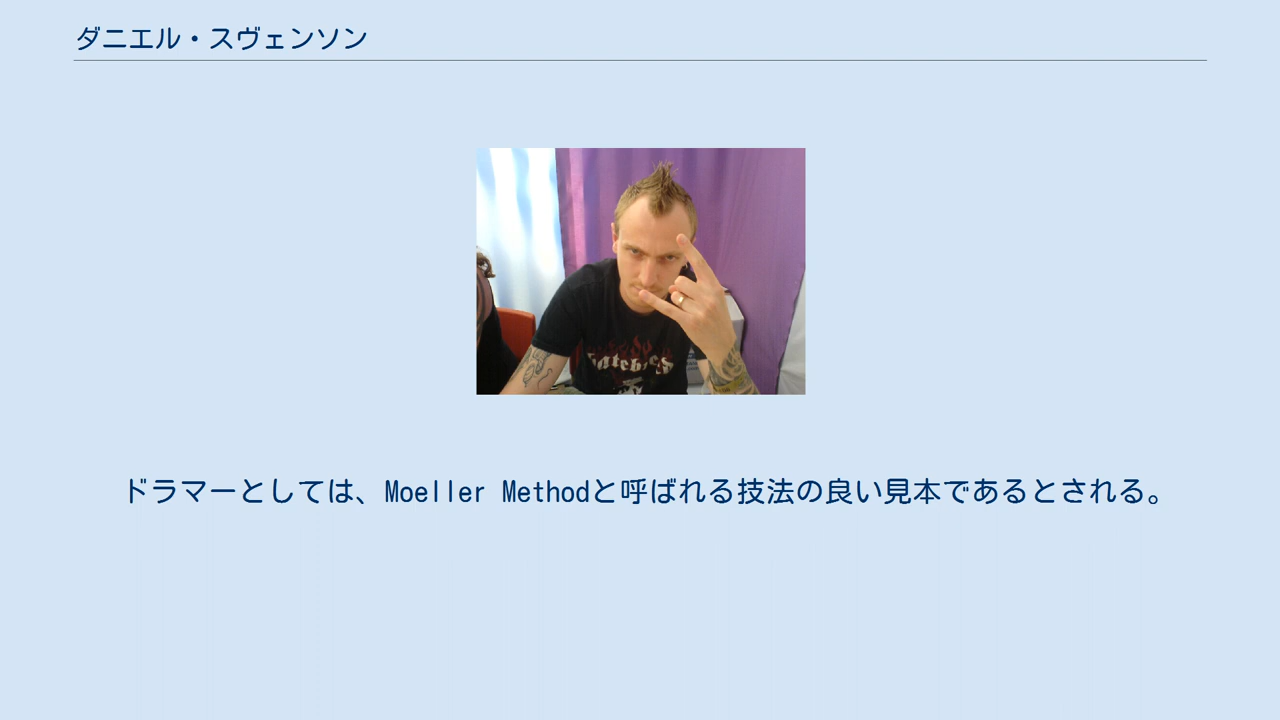 ダニエル・スヴェンソン
Hatebreed
ドラマーとしては、Moeller Methodと呼ばれる技法の良い見本であるとされる。